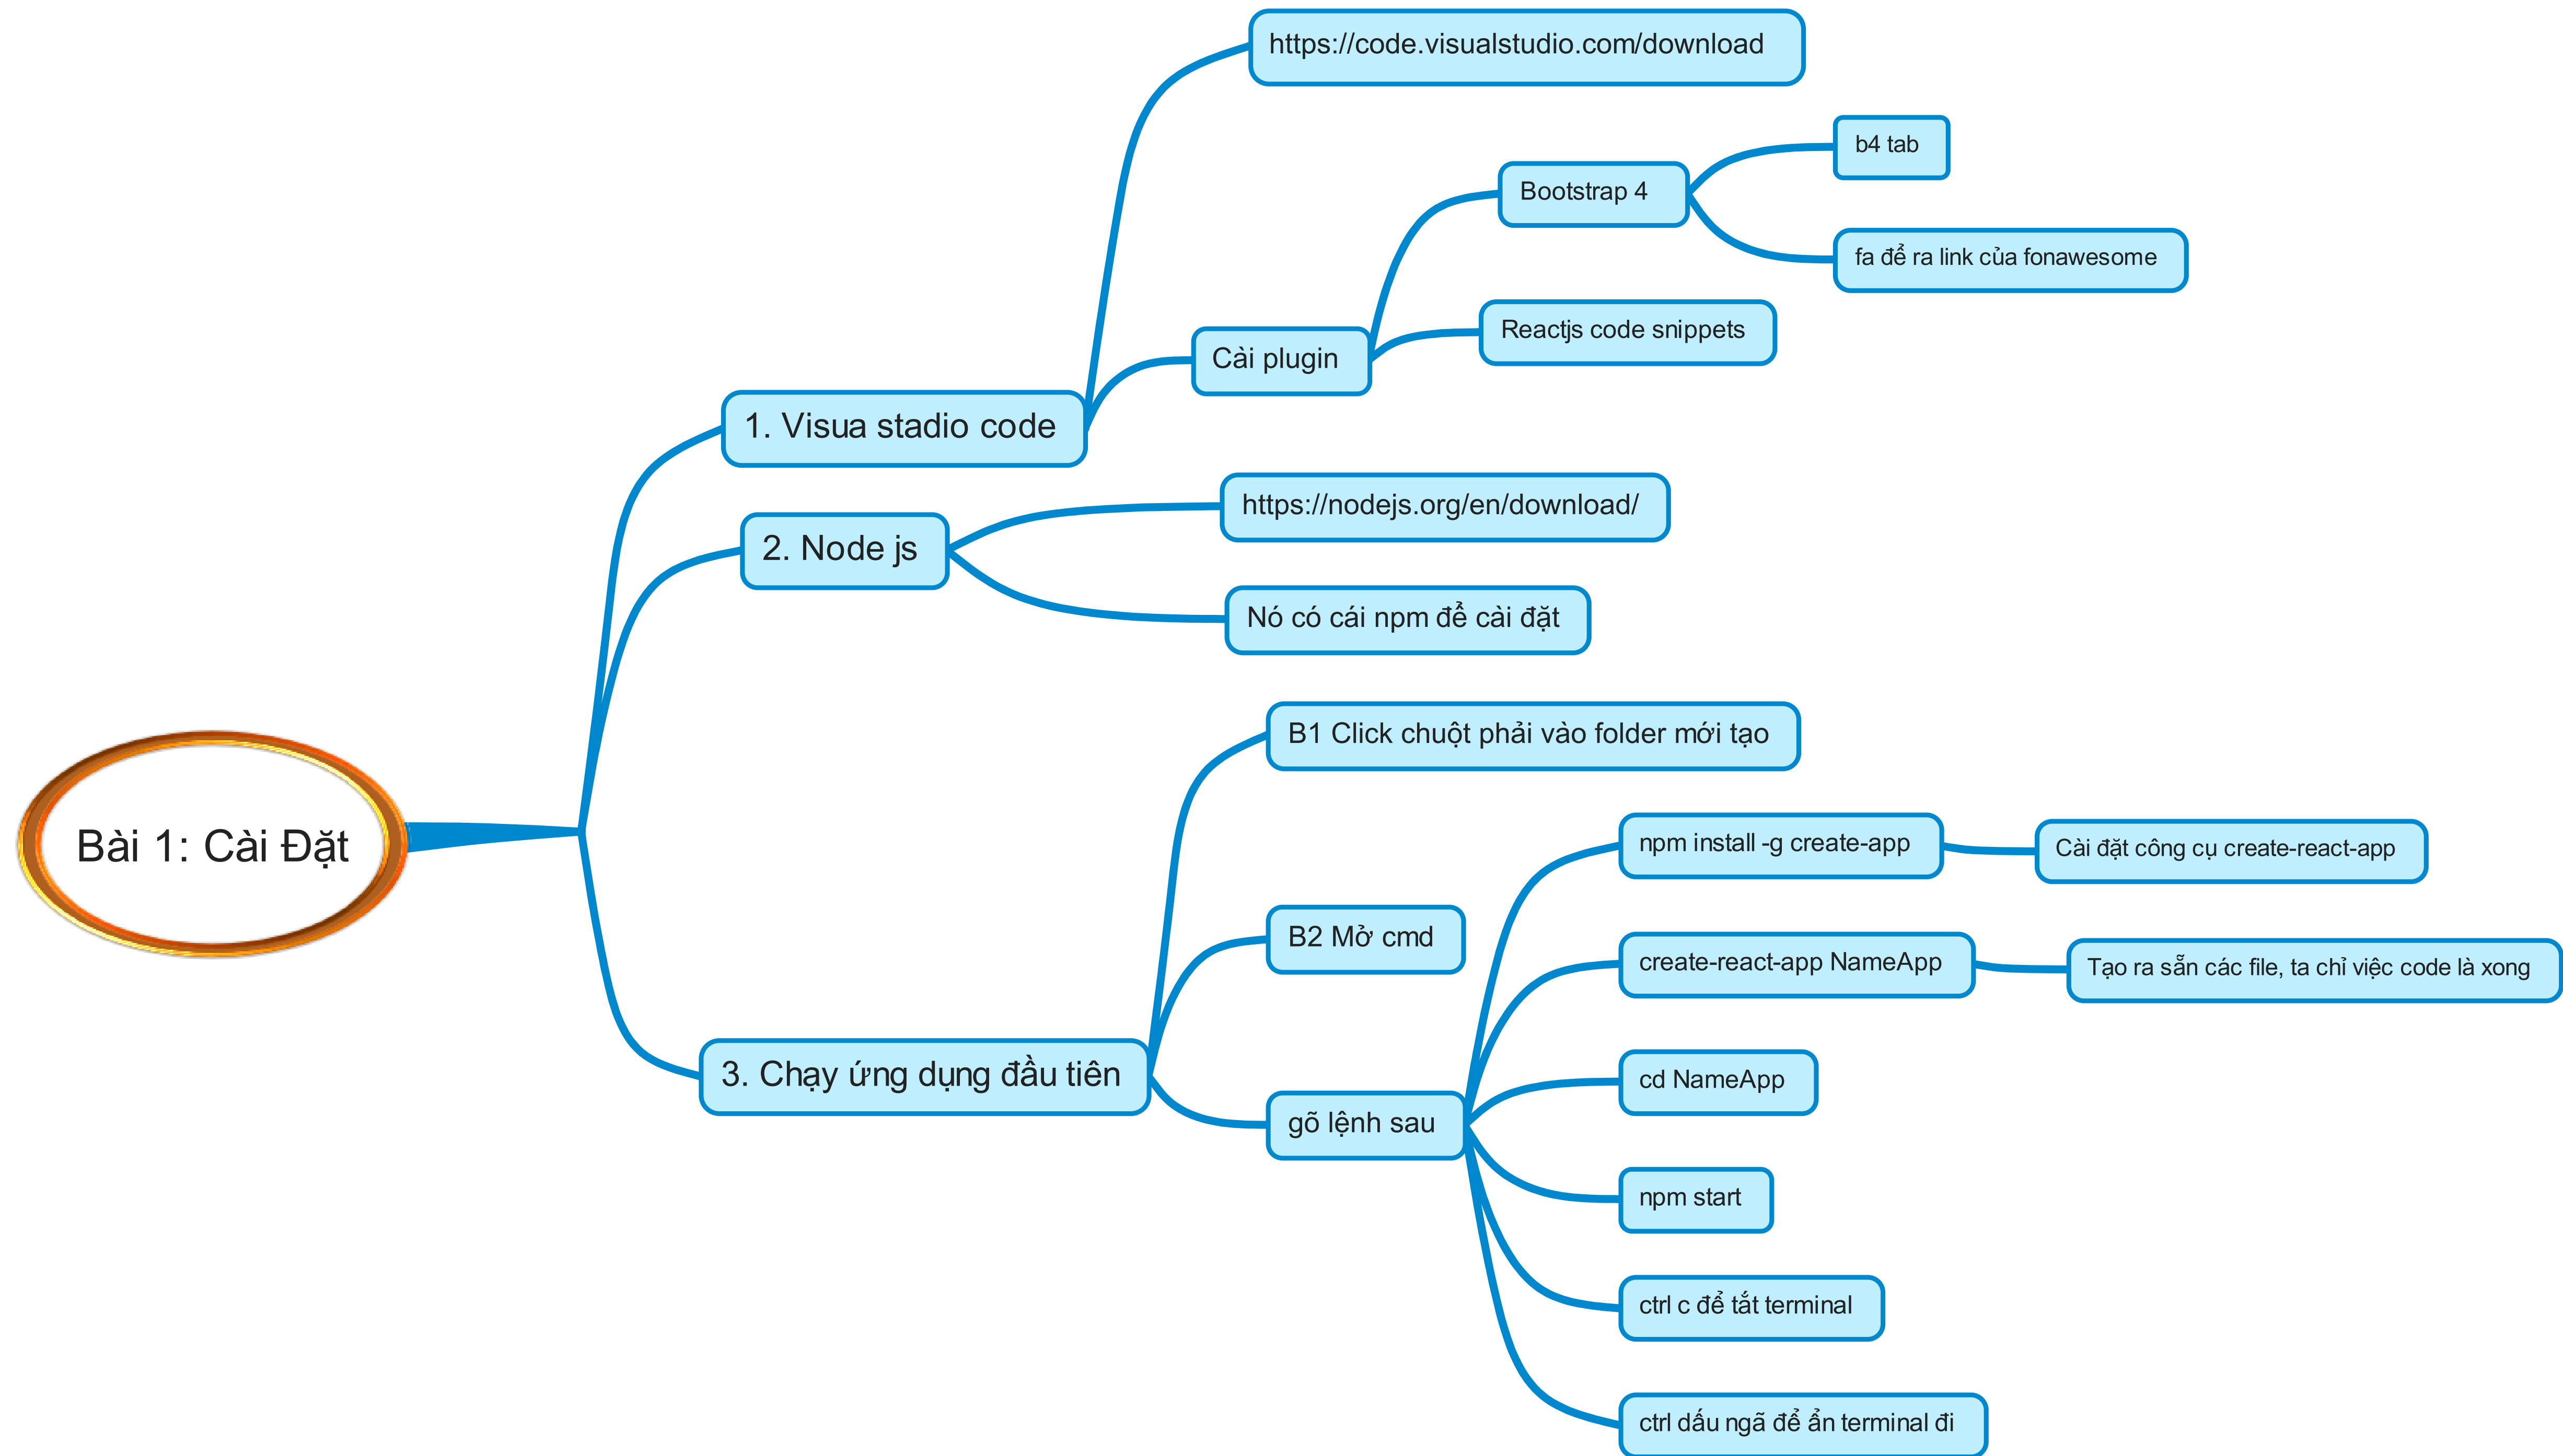 Bài 1: Cài Đặt
1. Visua stadio code
https://code.visualstudio.com/download
Cài plugin
Bootstrap 4
b4 tab
fa để ra link của fonawesome
Reactjs code snippets
2. Node js
https://nodejs.org/en/download/
Nó có cái npm để cài đặt
3. Chạy ứng dụng đầu tiên
B1 Click chuột phải vào folder mới tạo
B2 Mở cmd
gõ lệnh sau
npm install -g create-app
Cài đặt công cụ create-react-app
create-react-app NameApp
Tạo ra sẵn các file, ta chỉ việc code là xong
cd NameApp
npm start
ctrl c để tắt terminal
ctrl dấu ngã để ẩn terminal đi